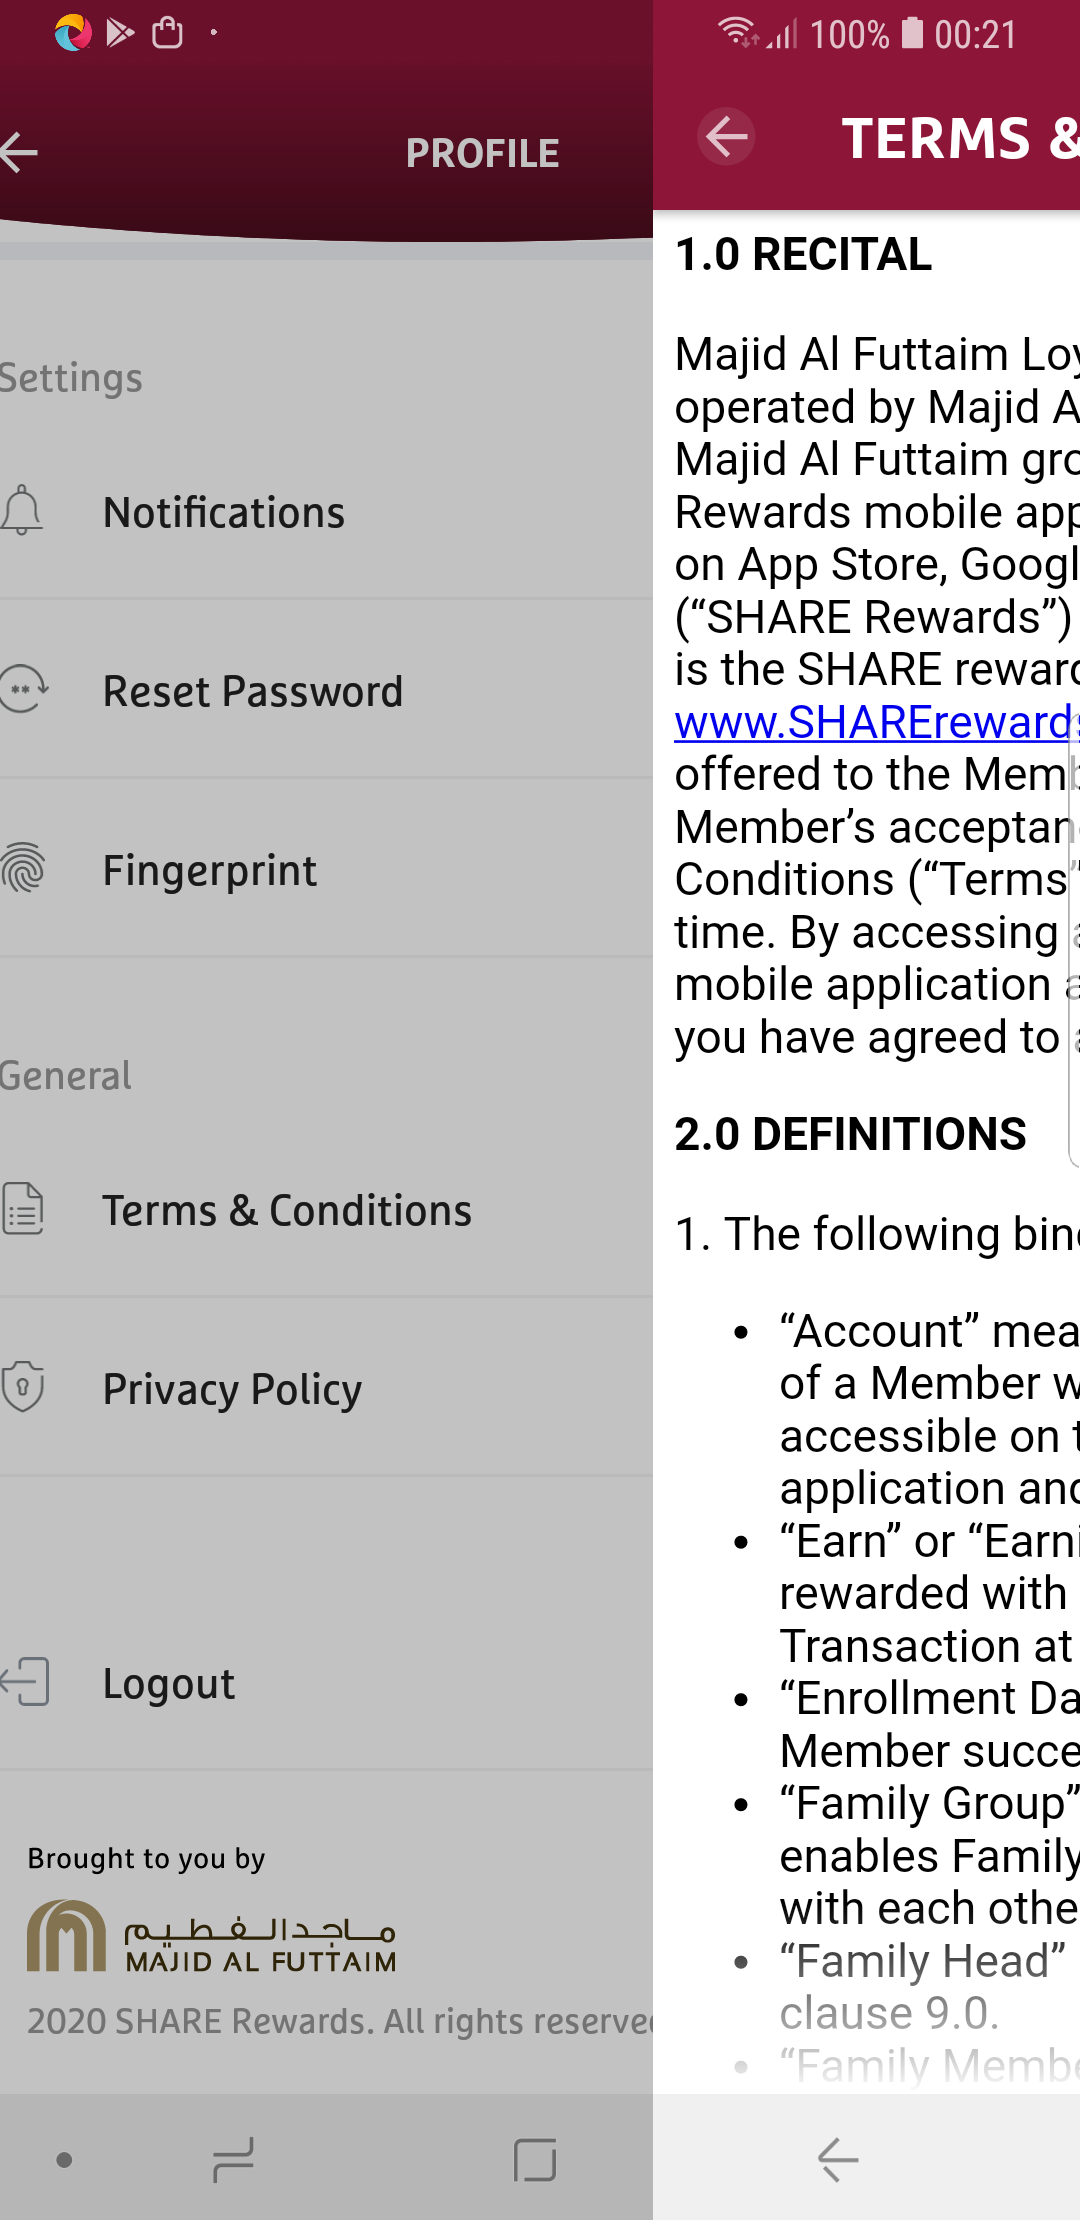 100% 00:21
PROFILE
Settings
Notifications
Reset Password
Fingerprint
General
Terms & Conditions
Privacy Policy
Logout
Brought to you by
ماجد الفطيم
MAJID AL FUTTAIM
2020 SHARE Rewards. All rights reserve
TERMS &
1.0 RECITAL
Majid Al Futtaim Loy
operated by Majid A
Majid Al Futtaim gro
Rewards mobile app
on App Store, Googl
(“SHARE Rewards”)
is the SHARE reward
www.SHARErewards
offered to the Memb
Member’s acceptan
Conditions (“Terms”
time. By accessing a
mobile application a
you have agreed to a
2.0 DEFINITIONS
1. The following bind
• “Account” mea
of a Member w
accessible on t
application and
• “Earn” or “Earni
rewarded with
Transaction at
• “Enrollment Da
Member succe
• “Family Group”
enables Family
with each othe
• “Family Head”
clause 9.0.
• “Family Membe